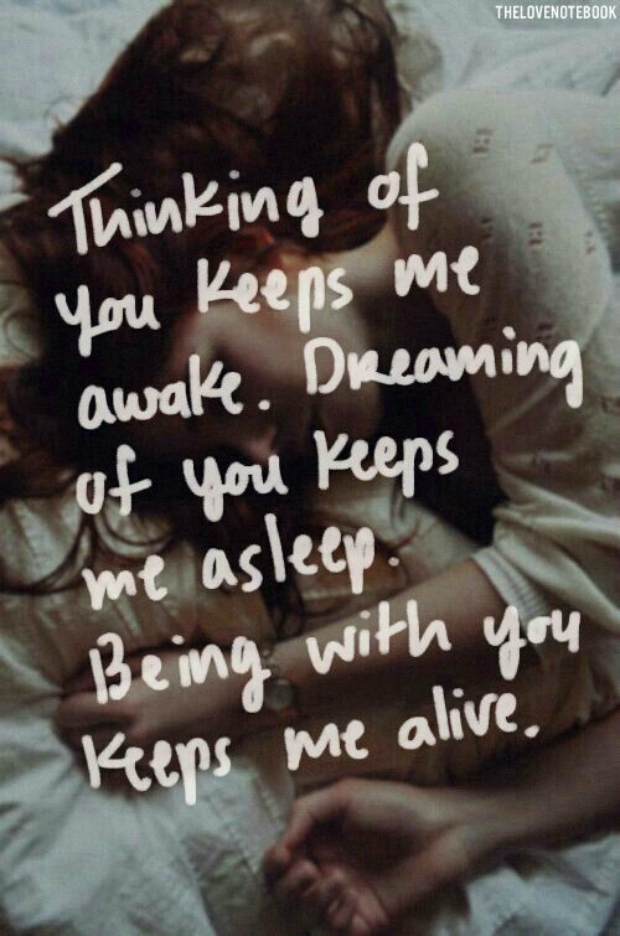 THELOVENOTEBOOK
Thinking of
you keeps me
awake. Dreaming
of you keeps
me asleep.
Being with you
keeps me alive.